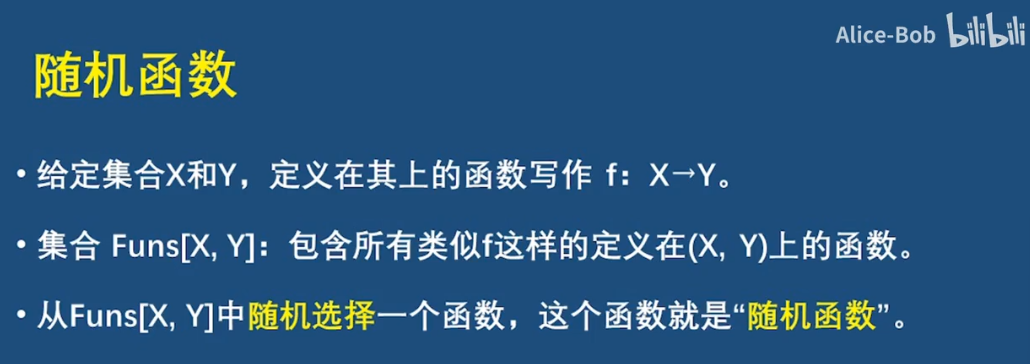 Alice-Bob bilibili
随机函数
• 给定集合X和Y，定义在其上的函数写作 f：X→Y。
• 集合 Funs[X, Y]：包含所有类似f这样的定义在(X, Y)上的函数。
• 从Funs[X, Y]中随机选择一个函数，这个函数就是“随机函数”。